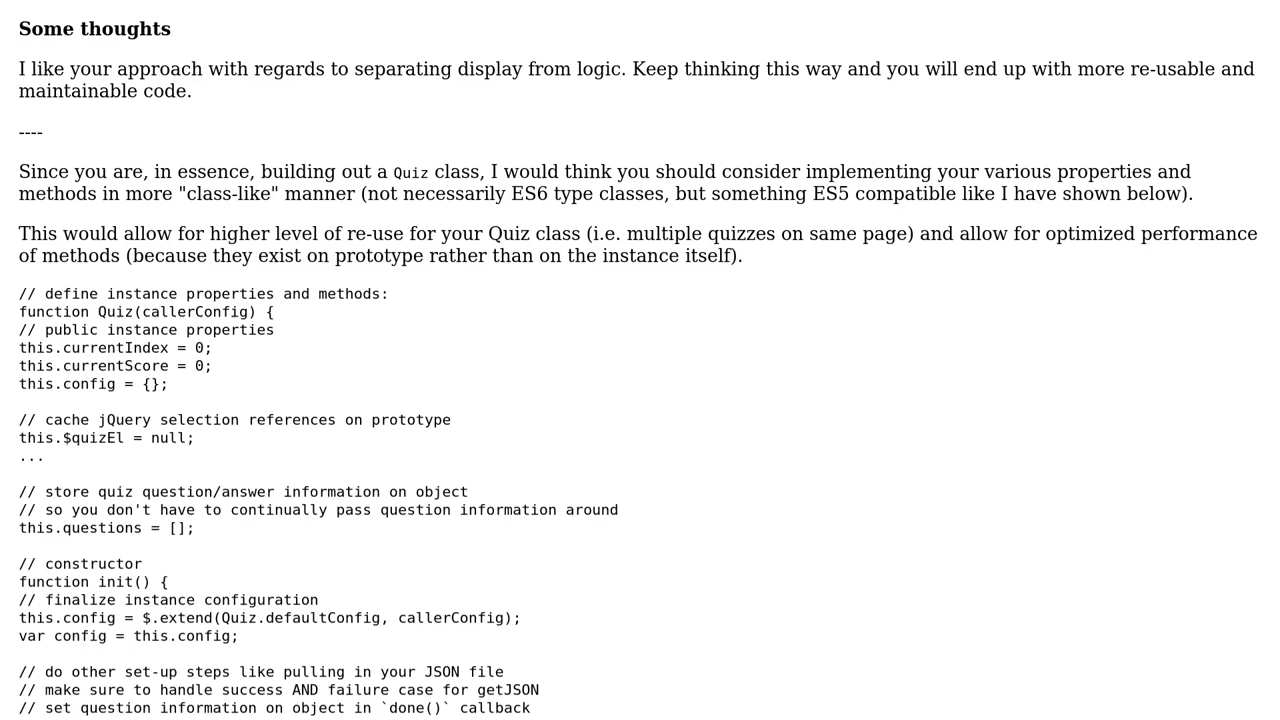 Some thoughts
I like your approach with regards to separating display from logic. Keep thinking this way and you will end up with more re-usable and
maintainable code.
----
Since you are, in essence, building out a Quiz class, I would think you should consider implementing your various properties and
methods in more "class-like" manner (not necessarily ES6 type classes, but something ES5 compatible like I have shown below).
This would allow for higher level of re-use for your Quiz class (i.e. multiple quizzes on same page) and allow for optimized performance
of methods (because they exist on prototype rather than on the instance itself).
// define instance properties and methods:
function Quiz(callerConfig) {
// public instance properties
this.currentIndex = 0;
this.currentScore = 0;
this.config = {};
// cache jQuery selection references on prototype
this.$quizEl = null;
...
// store quiz question/answer information on object
// so you don't have to continually pass question information around
this.questions = [];
// constructor
function init() {
// finalize instance configuration
this.config = $.extend(Quiz.defaultConfig, callerConfig);
var config = this.config;
// do other set-up steps like pulling in your JSON file
// make sure to handle success AND failure case for getJSON
// set question information on object in `done()` callback